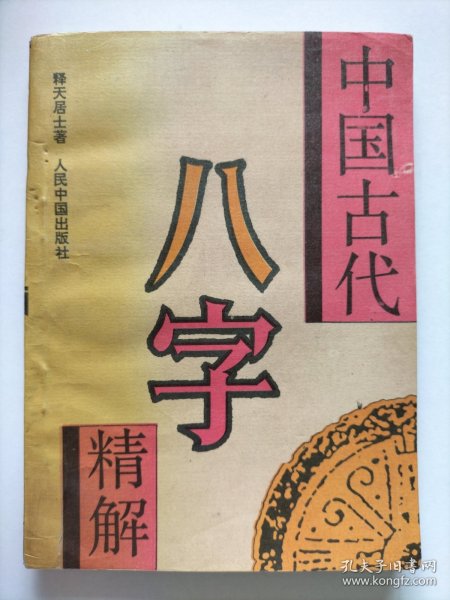 中国古代
八字
精解
释天居士著 人民中国出版社
孔夫子旧书网
www.kongfz.com